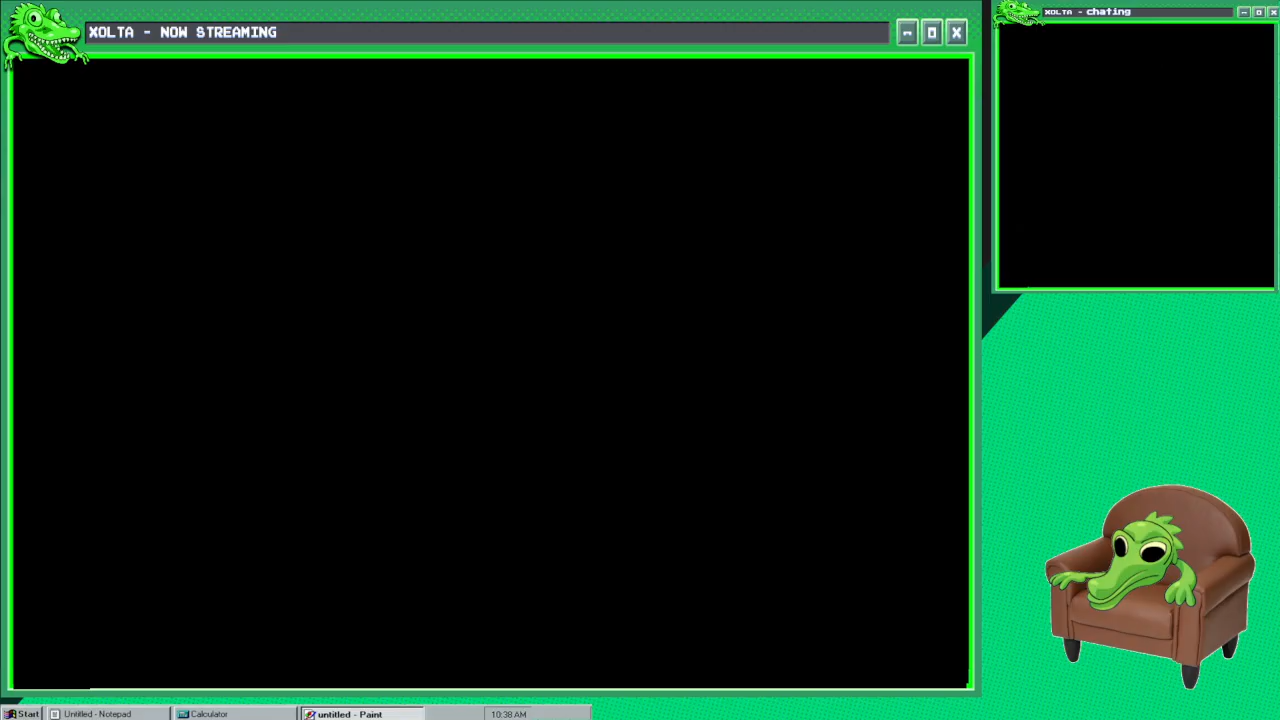 XOLTA - NOW STREAMING
XOLTA - chating
Start
Untitled - Notepad
Calculator
untitled - Paint
10:38 AM